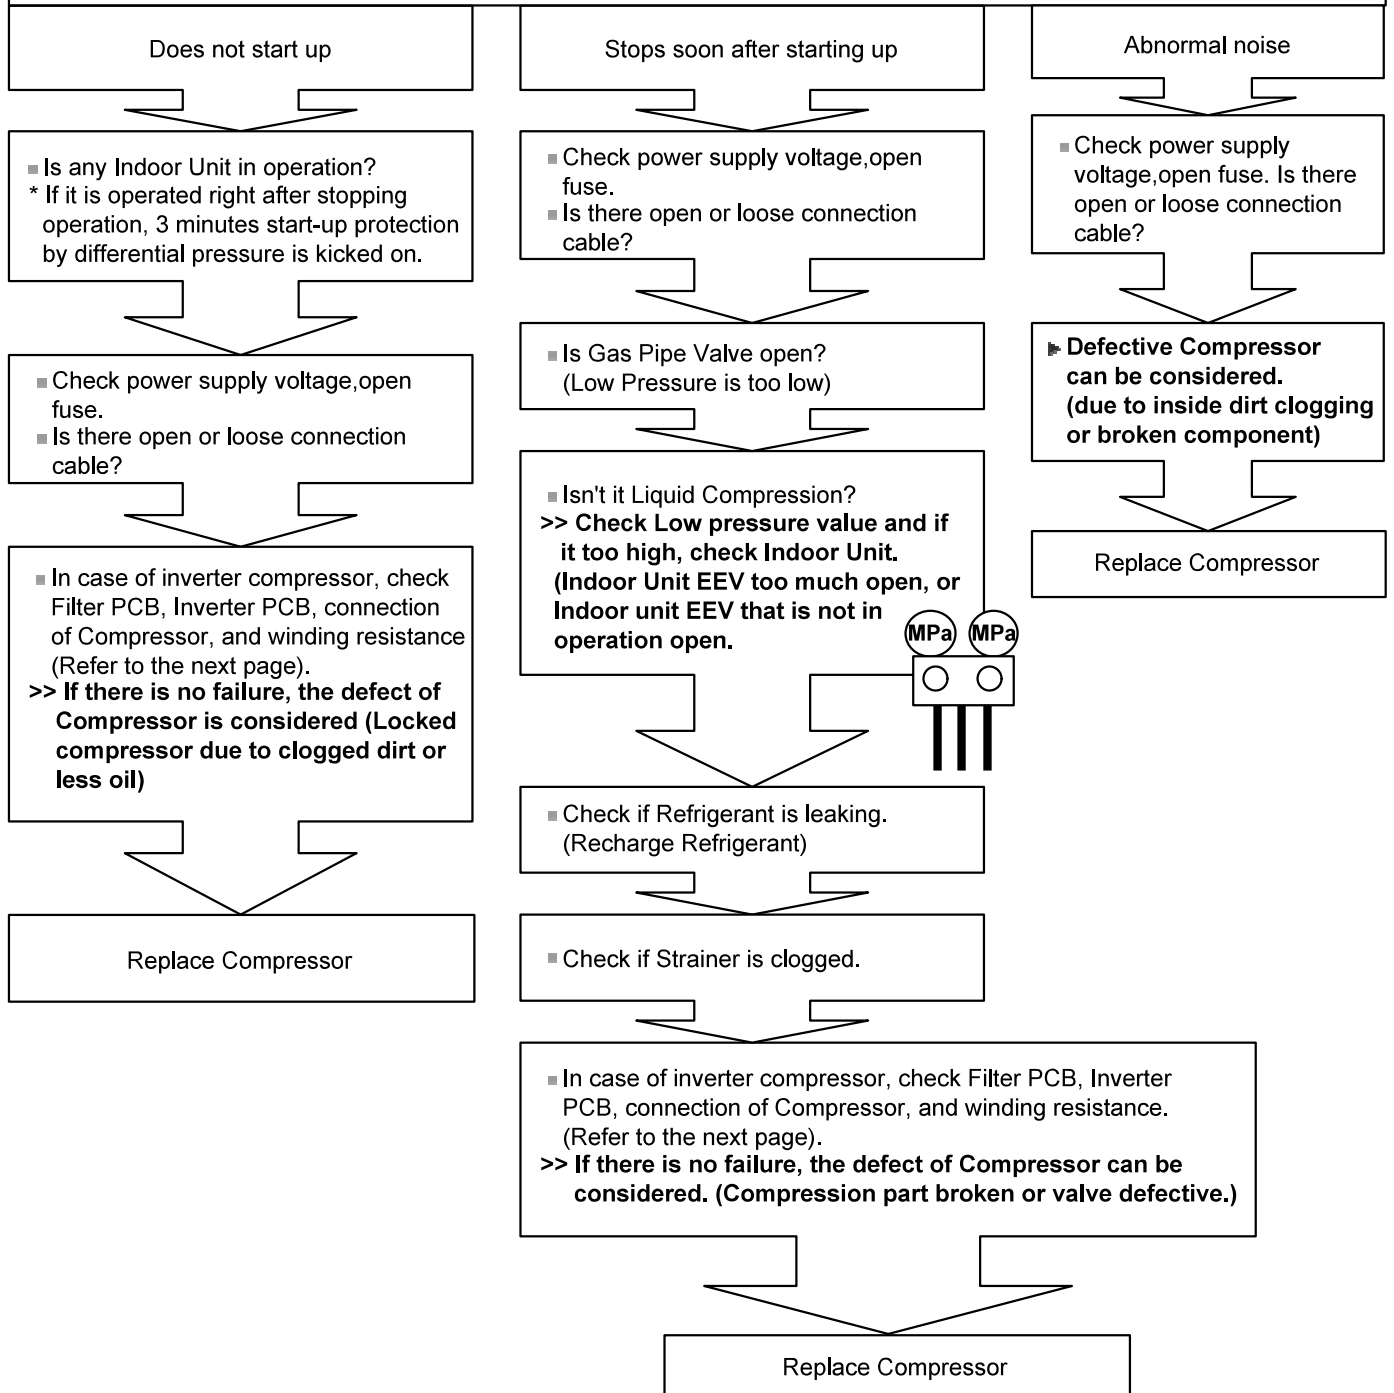 Does not start up
■ Is any Indoor Unit in operation?
* If it is operated right after stopping
operation, 3 minutes start-up protection
by differential pressure is kicked on.
■ Check power supply voltage,open
fuse.
■ Is there open or loose connection
cable?
■ In case of inverter compressor, check
Filter PCB, Inverter PCB, connection
of Compressor, and winding resistance
(Refer to the next page).
>> If there is no failure, the defect of
Compressor is considered (Locked
compressor due to clogged dirt or
less oil)
Replace Compressor
Stops soon after starting up
■ Check power supply voltage,open
fuse.
■ Is there open or loose connection
cable?
■ Is Gas Pipe Valve open?
(Low Pressure is too low)
■ Isn't it Liquid Compression?
>> Check Low pressure value and if
it too high, check Indoor Unit.
(Indoor Unit EEV too much open, or
Indoor unit EEV that is not in
operation open.
MPa MPa
■ Check if Refrigerant is leaking.
(Recharge Refrigerant)
■ Check if Strainer is clogged.
■ In case of inverter compressor, check Filter PCB, Inverter
PCB, connection of Compressor, and winding resistance.
(Refer to the next page).
>> If there is no failure, the defect of Compressor can be
considered. (Compression part broken or valve defective.)
Replace Compressor
Abnormal noise
■ Check power supply
voltage,open fuse. Is there
open or loose connection
cable?
▶ Defective Compressor
can be considered.
(due to inside dirt clogging
or broken component)
Replace Compressor